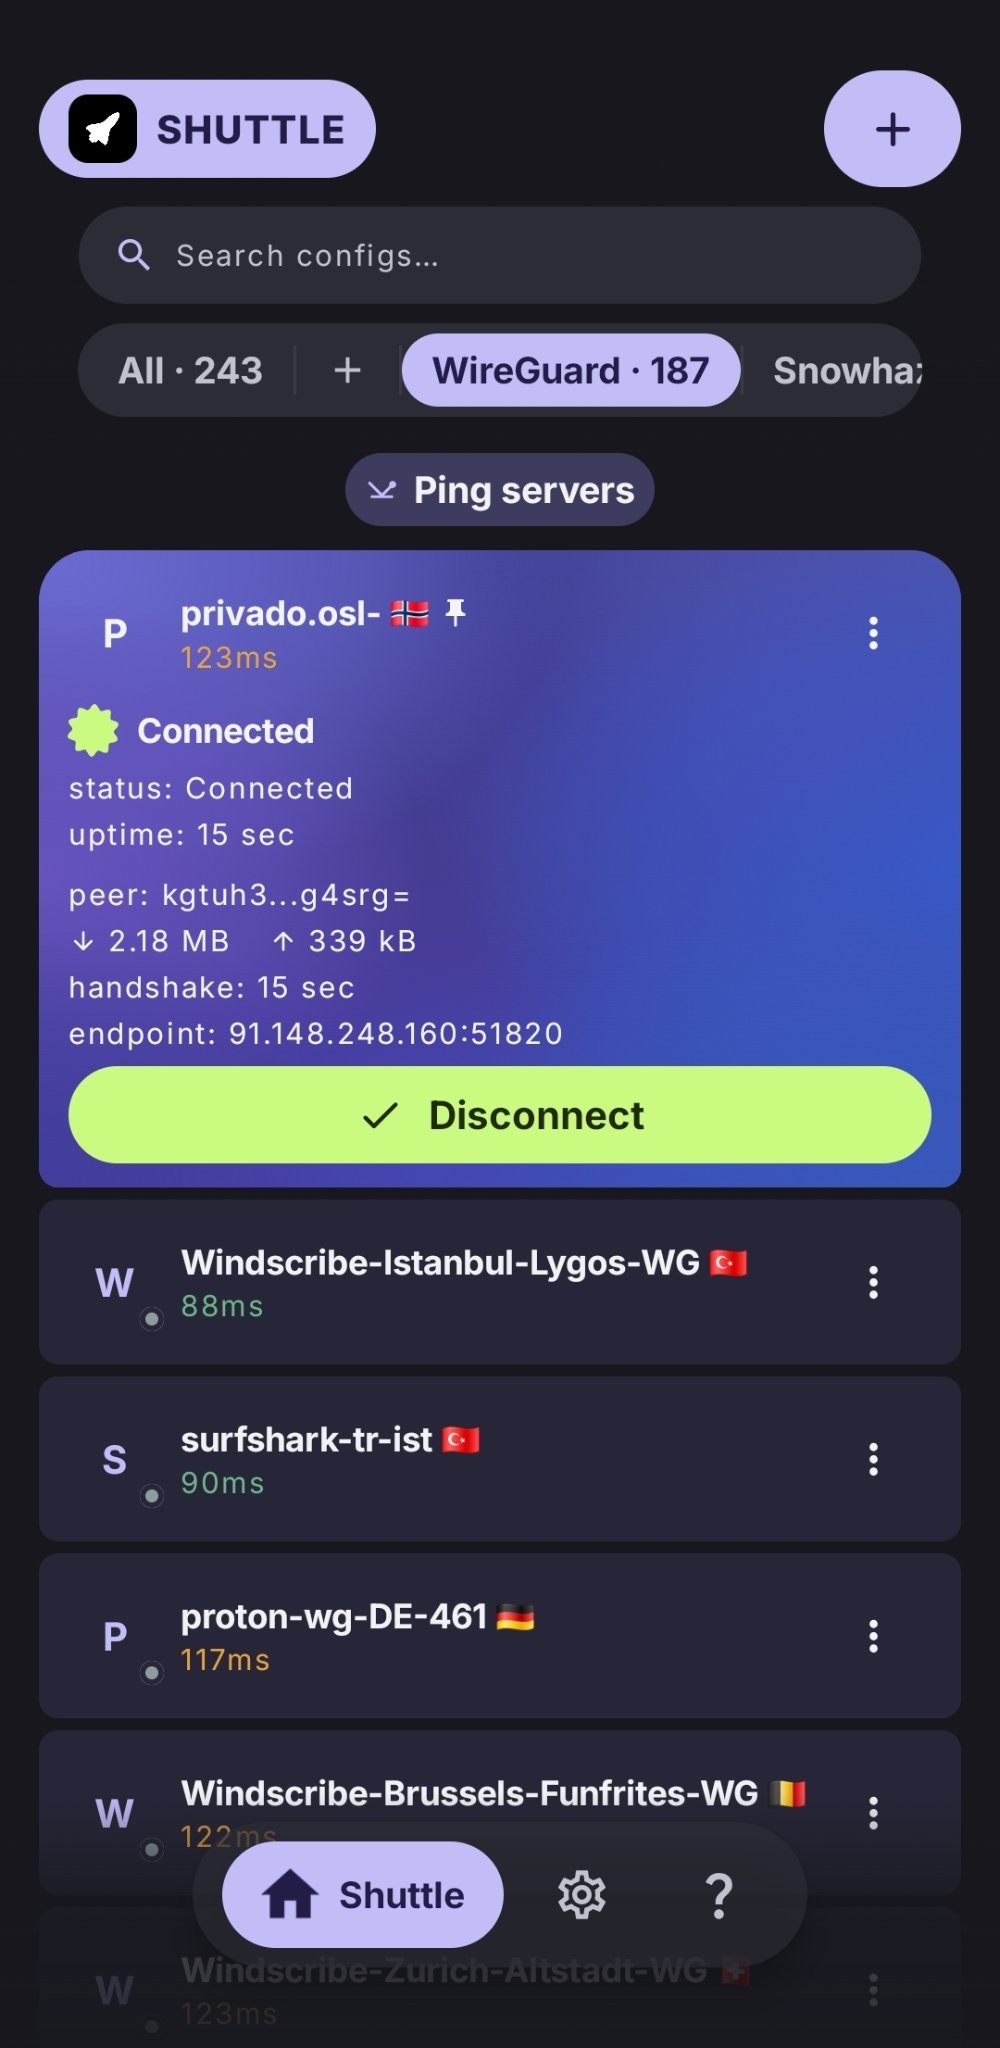 SHUTTLE
+
Search configs...
All · 243 + WireGuard · 187 Snowha
Ping servers
P privado.osl- 🇳🇴
123ms
Connected
status: Connected
uptime: 15 sec
peer: kgtuh3...g4srg=
↓ 2.18 MB ↑ 339 kB
handshake: 15 sec
endpoint: 91.148.248.160:51820
Disconnect
W Windscribe-Istanbul-Lygos-WG 🇹🇷
88ms
S surfshark-tr-ist 🇹🇷
90ms
P proton-wg-DE-461 🇩🇪
117ms
W Windscribe-Brussels-Funfrites-WG 🇧🇪
122ms
Shuttle ?
W Windscribe-Zurich-Altstadt-WG 🇨🇭
123ms